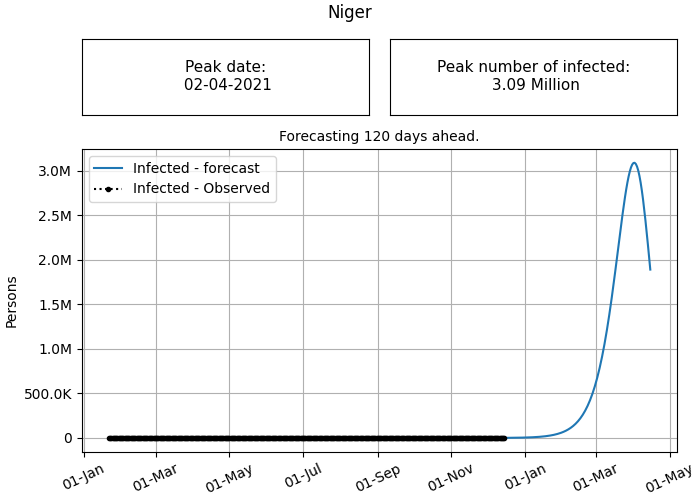 Niger
Peak date:
02-04-2021
Peak number of infected:
3.09 Million
Forecasting 120 days ahead.
Infected - forecast
Infected - Observed
3.0M
2.5M
2.0M
1.5M
1.0M
500.0K
0
Persons
01-Jan
01-Mar
01-May
01-Jul
01-Sep
01-Nov
01-Jan
01-Mar
01-May